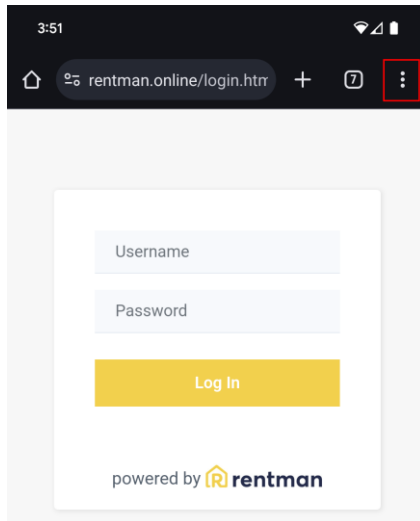 3:51
rentman.online/login.htm
7
Username
Password
Log In
powered by rentman